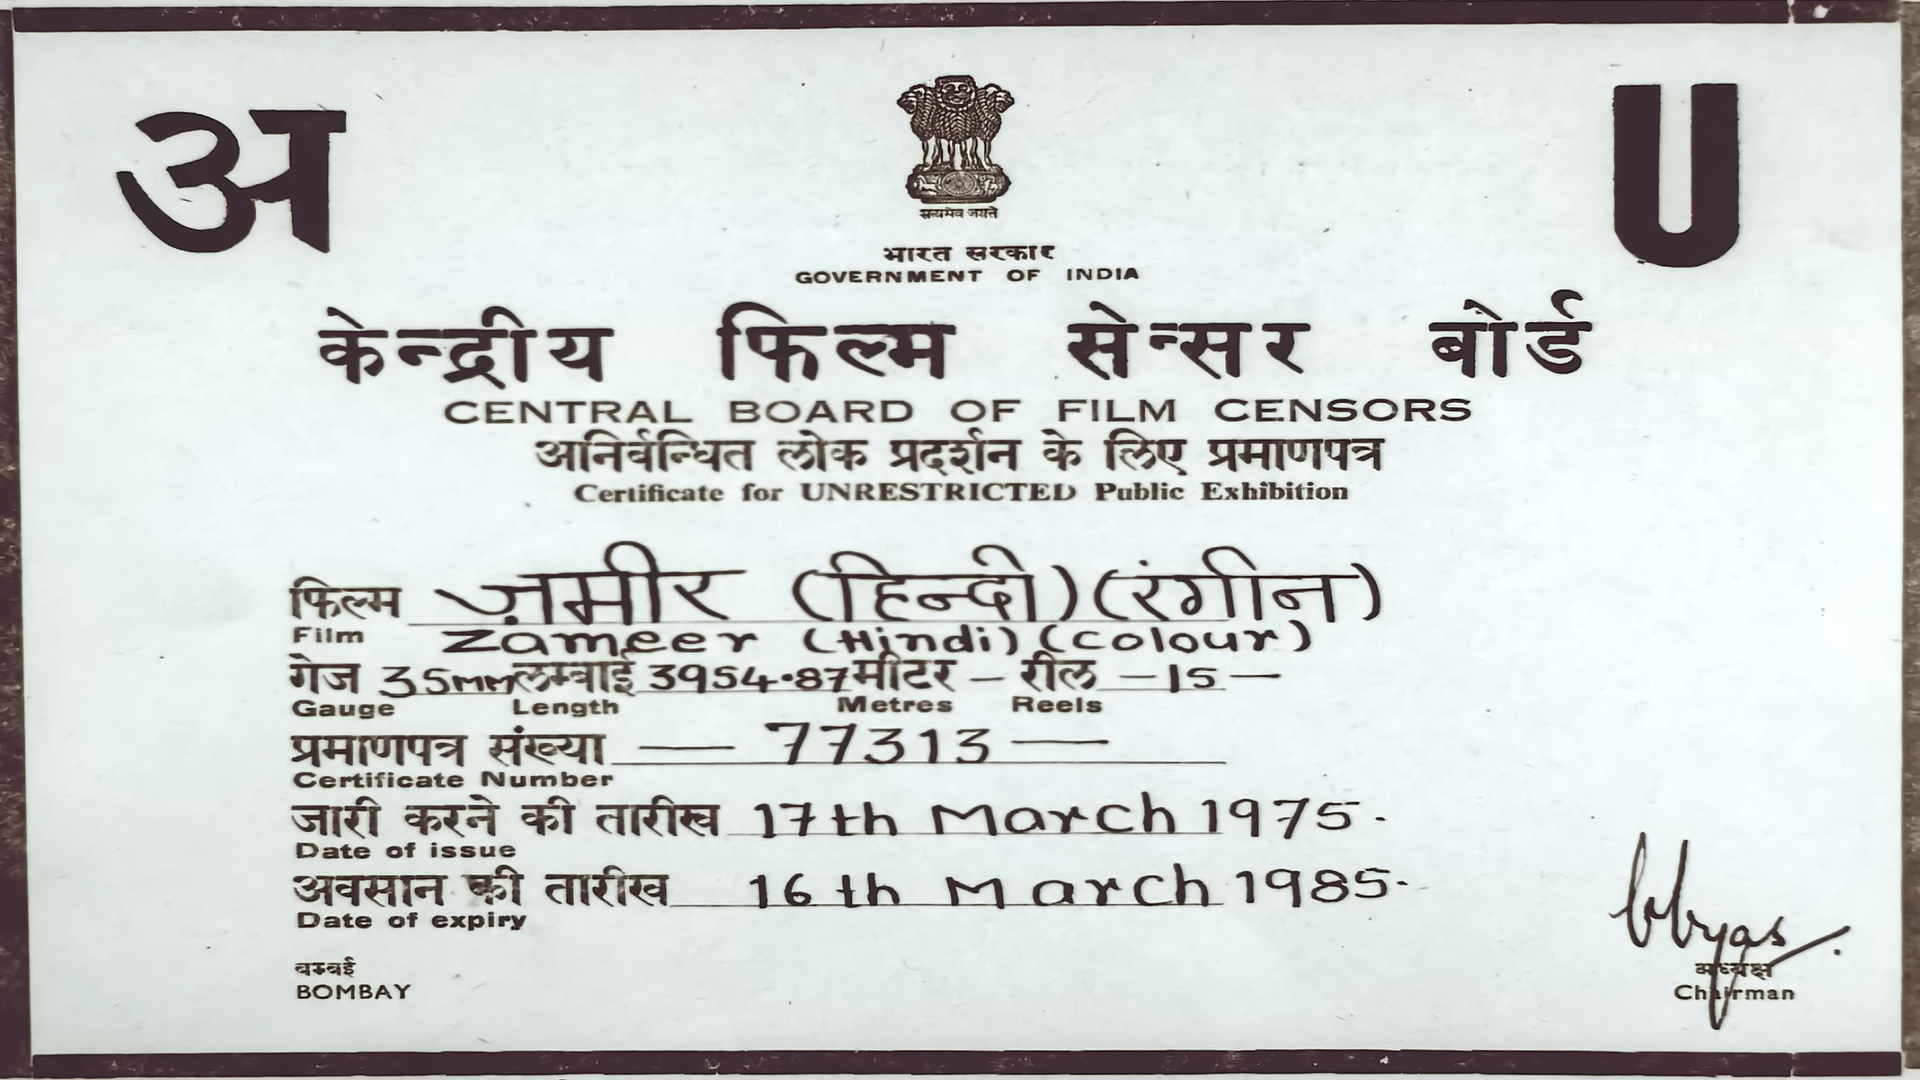 अ
U
सत्यमेव जयते
भारत सरकार
GOVERNMENT OF INDIA
केन्द्रीय फिल्म सेन्सर बोर्ड
CENTRAL BOARD OF FILM CENSORS
अनिर्बन्धित लोक प्रदर्शन के लिए प्रमाणपत्र
Certificate for UNRESTRICTED Public Exhibition
फिल्म ज़मीर (हिन्दी) (रंगीन)
Film Zameer (Hindi) (Colour)
गेज 35mm लम्बाई 3954.87 मीटर – रील – 15 –
Gauge Length Metres Reels
प्रमाणपत्र संख्या — 77313 —
Certificate Number
जारी करने की तारीख 17th March 1975.
Date of issue
अवसान की तारीख 16th March 1985.
Date of expiry
बम्बई
BOMBAY
अध्यक्ष
Chairman